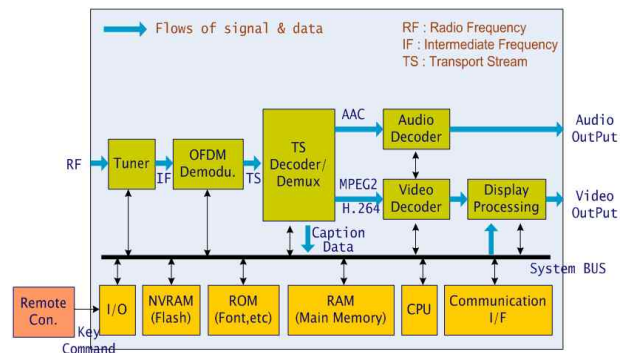 Flows of signal & data
RF : Radio Frequency
IF : Intermediate Frequency
TS : Transport Stream
RF
Tuner
IF
OFDM
Demodu.
TS
TS
Decoder/
Demux
AAC
Audio
Decoder
Audio
OutPut
MPEG2
H.264
Video
Decoder
Display
Processing
Video
OutPut
Caption
Data
System BUS
Remote
Con.
Key
Command
I/O
NVRAM
(Flash)
ROM
(Font,etc)
RAM
(Main Memory)
CPU
Communication
I/F